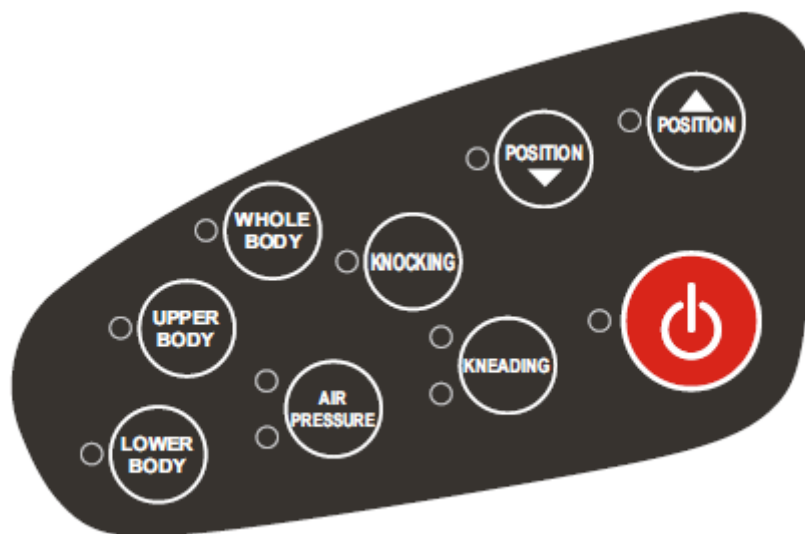 POSITION
POSITION
WHOLE
BODY
KNOCKING
UPPER
BODY
KNEADING
AIR
PRESSURE
LOWER
BODY